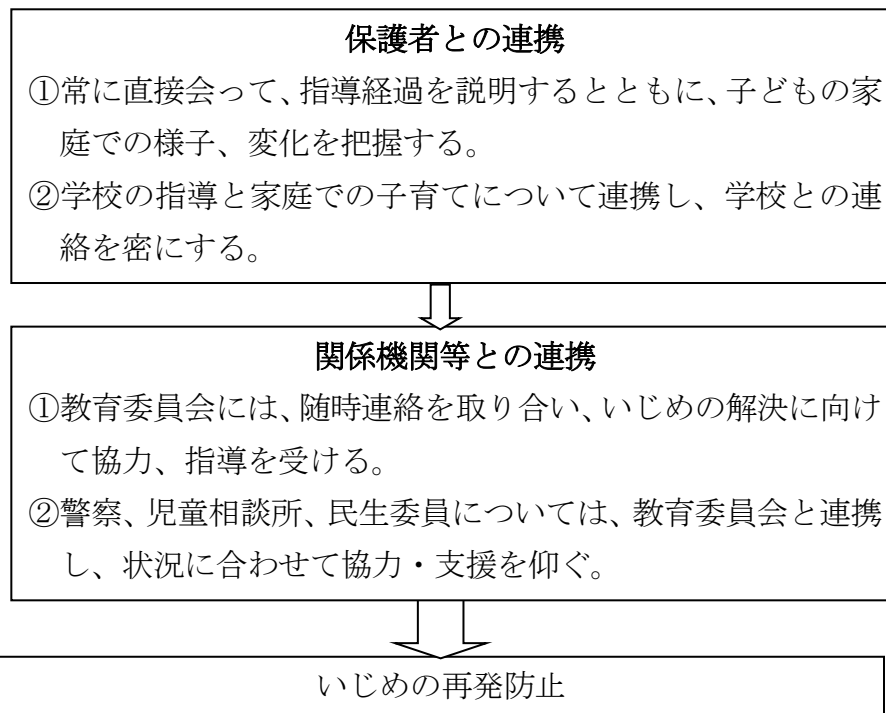 保護者との連携
①常に直接会って、指導経過を説明するとともに、子どもの家
庭での様子、変化を把握する。
②学校の指導と家庭での子育てについて連携し、学校との連
絡を密にする。
関係機関等との連携
①教育委員会には、随時連絡を取り合い、いじめの解決に向け
て協力、指導を受ける。
②警察、児童相談所、民生委員については、教育委員会と連携
し、状況に合わせて協力・支援を仰ぐ。
いじめの再発防止